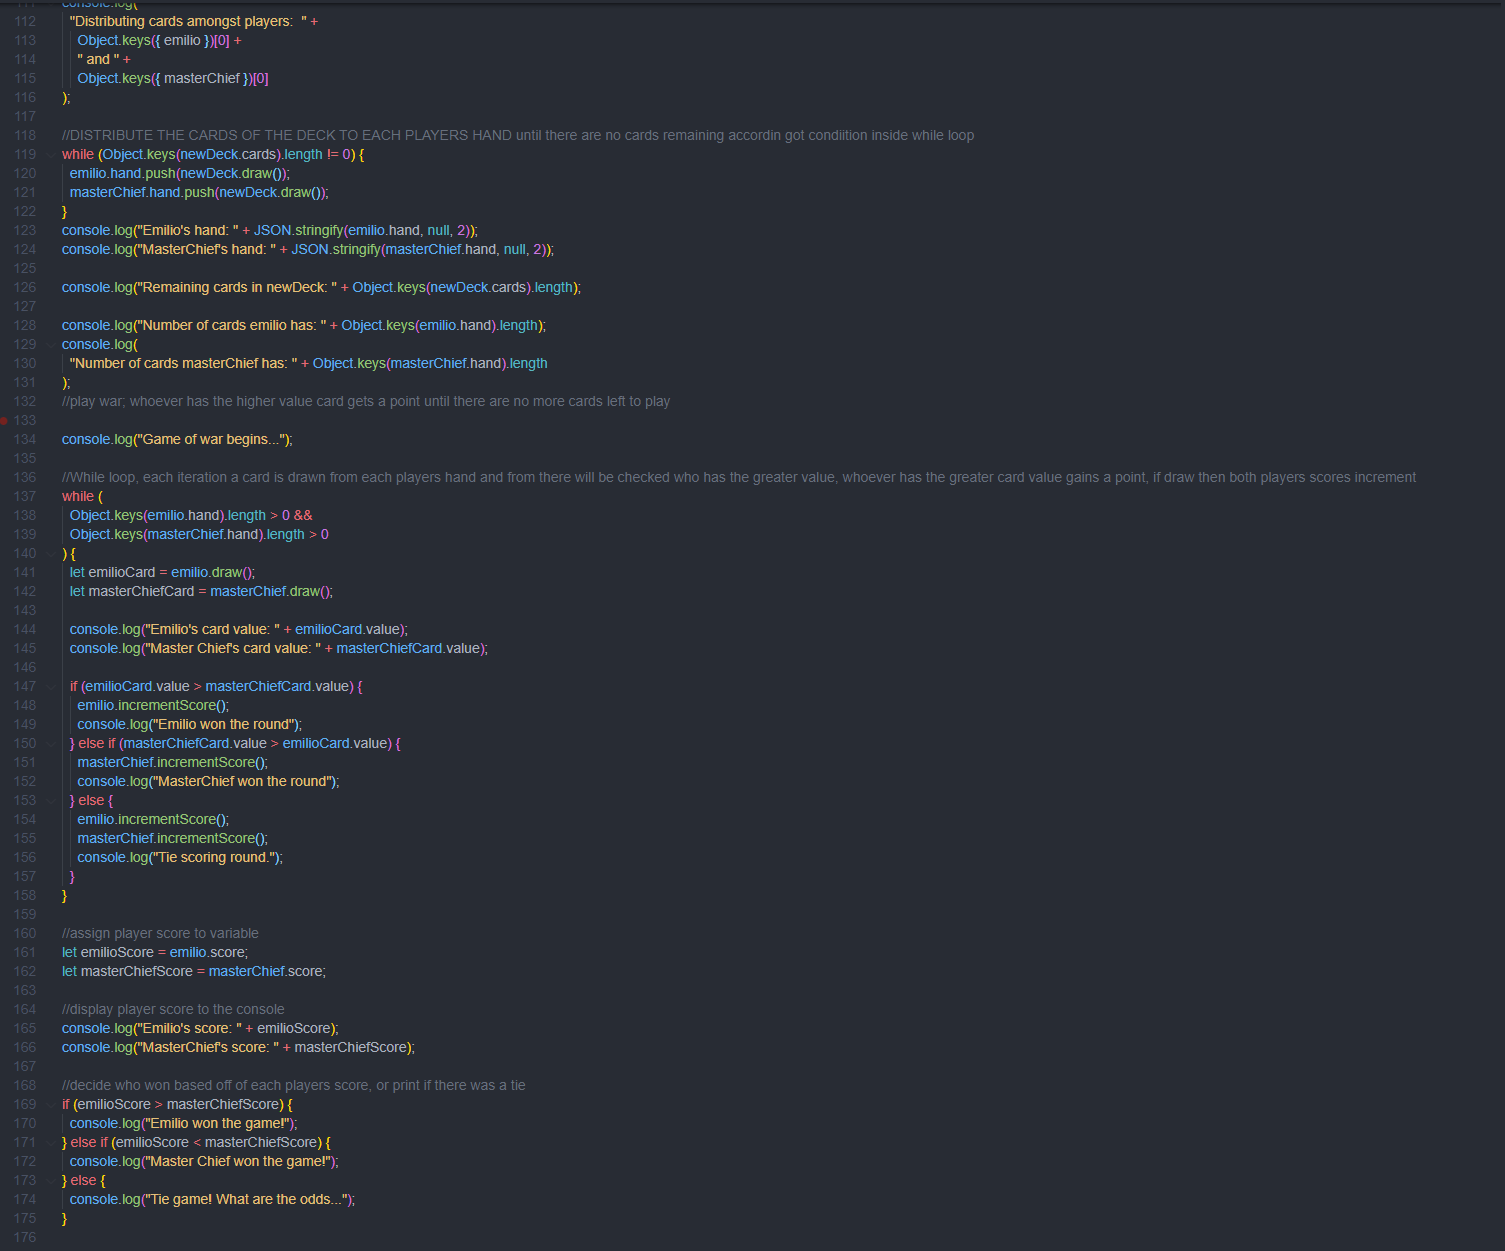 111 console.log(
112 "Distributing cards amongst players:  " +
113 Object.keys({ emilio })[0] +
114 " and " +
115 Object.keys({ masterChief })[0]
116 );
117
118 //DISTRIBUTE THE CARDS OF THE DECK TO EACH PLAYERS HAND until there are no cards remaining accordin got condiition inside while loop
119 while (Object.keys(newDeck.cards).length != 0) {
120 emilio.hand.push(newDeck.draw());
121 masterChief.hand.push(newDeck.draw());
122 }
123 console.log("Emilio's hand: " + JSON.stringify(emilio.hand, null, 2));
124 console.log("MasterChief's hand: " + JSON.stringify(masterChief.hand, null, 2));
125
126 console.log("Remaining cards in newDeck: " + Object.keys(newDeck.cards).length);
127
128 console.log("Number of cards emilio has: " + Object.keys(emilio.hand).length);
129 console.log(
130 "Number of cards masterChief has: " + Object.keys(masterChief.hand).length
131 );
132 //play war; whoever has the higher value card gets a point until there are no more cards left to play
133
134 console.log("Game of war begins...");
135
136 //While loop, each iteration a card is drawn from each players hand and from there will be checked who has the greater value, whoever has the greater card value gains a point, if draw then both players scores increment
137 while (
138 Object.keys(emilio.hand).length > 0 &&
139 Object.keys(masterChief.hand).length > 0
140 ) {
141 let emilioCard = emilio.draw();
142 let masterChiefCard = masterChief.draw();
143
144 console.log("Emilio's card value: " + emilioCard.value);
145 console.log("Master Chief's card value: " + masterChiefCard.value);
146
147 if (emilioCard.value > masterChiefCard.value) {
148 emilio.incrementScore();
149 console.log("Emilio won the round");
150 } else if (masterChiefCard.value > emilioCard.value) {
151 masterChief.incrementScore();
152 console.log("MasterChief won the round");
153 } else {
154 emilio.incrementScore();
155 masterChief.incrementScore();
156 console.log("Tie scoring round.");
157 }
158 }
159
160 //assign player score to variable
161 let emilioScore = emilio.score;
162 let masterChiefScore = masterChief.score;
163
164 //display player score to the console
165 console.log("Emilio's score: " + emilioScore);
166 console.log("MasterChief's score: " + masterChiefScore);
167
168 //decide who won based off of each players score, or print if there was a tie
169 if (emilioScore > masterChiefScore) {
170 console.log("Emilio won the game!");
171 } else if (emilioScore < masterChiefScore) {
172 console.log("Master Chief won the game!");
173 } else {
174 console.log("Tie game! What are the odds...");
175 }
176